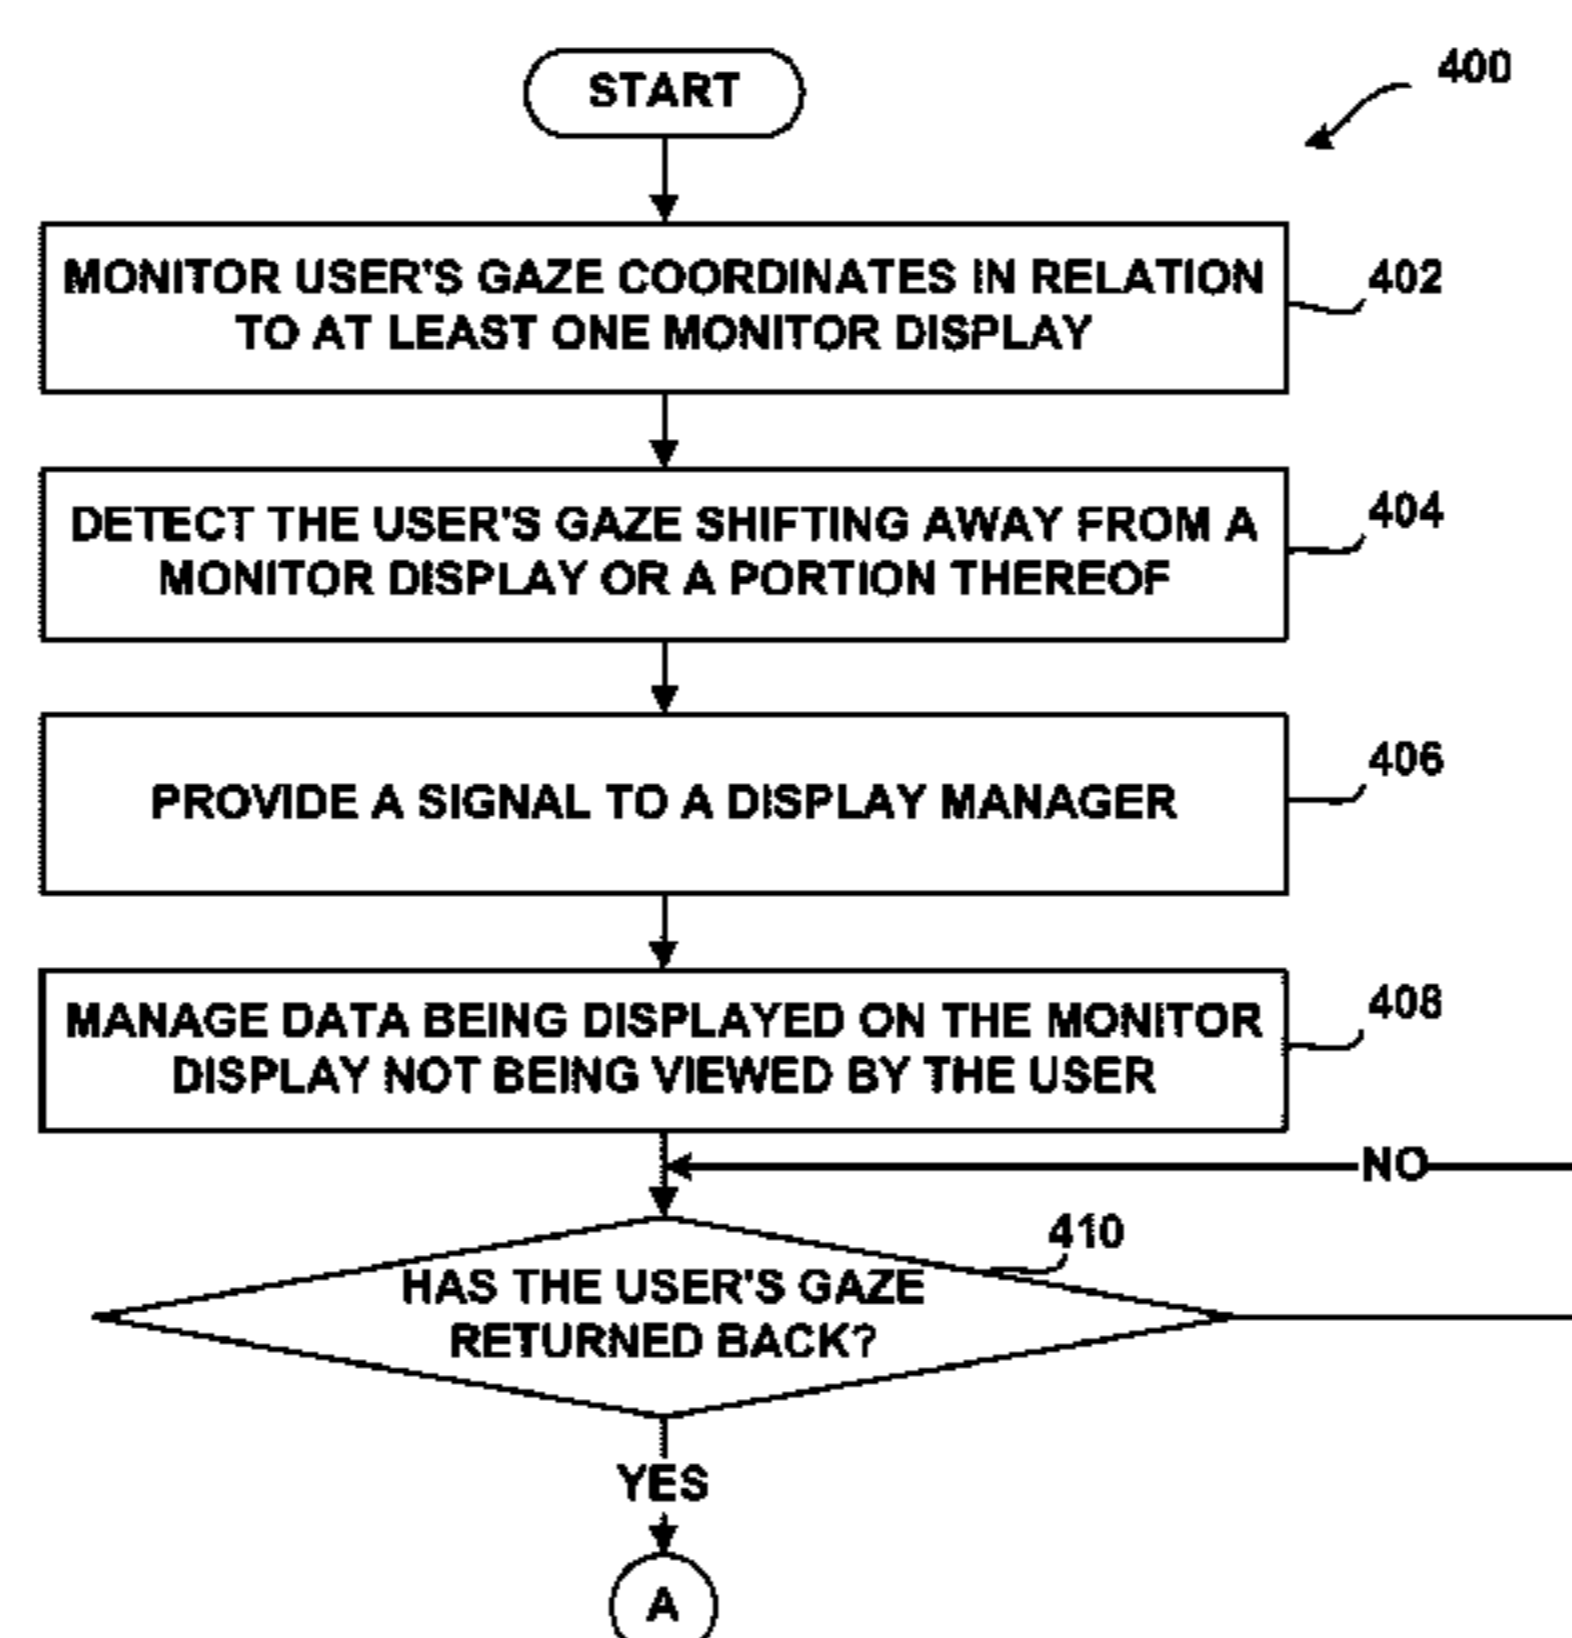 START
400
MONITOR USER'S GAZE COORDINATES IN RELATION
TO AT LEAST ONE MONITOR DISPLAY
402
DETECT THE USER'S GAZE SHIFTING AWAY FROM A
MONITOR DISPLAY OR A PORTION THEREOF
404
PROVIDE A SIGNAL TO A DISPLAY MANAGER
406
MANAGE DATA BEING DISPLAYED ON THE MONITOR
DISPLAY NOT BEING VIEWED BY THE USER
408
NO
410
HAS THE USER'S GAZE
RETURNED BACK?
YES
A